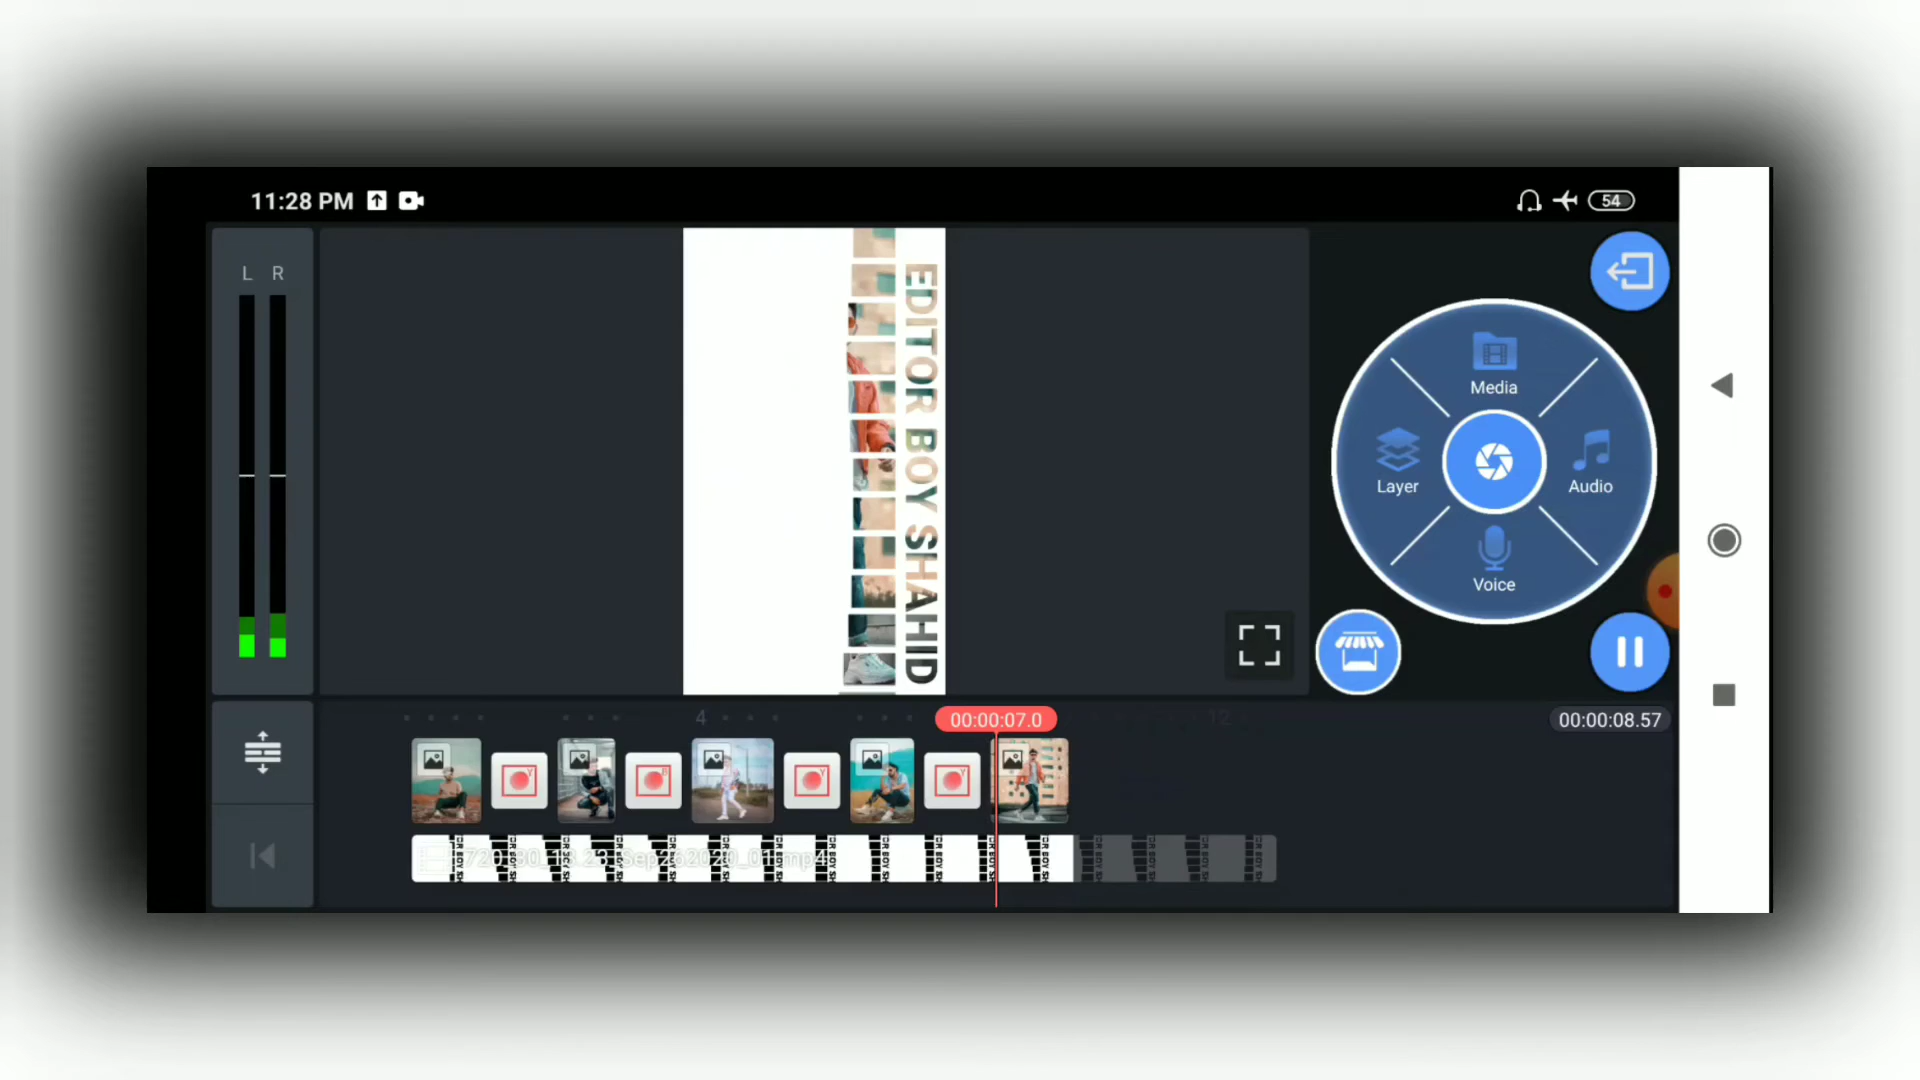 11:28 PM
54
L R
EDITOR BOY SHAHID
Media
Layer
Audio
Voice
4
00:00:07.0
12
00:00:08.57